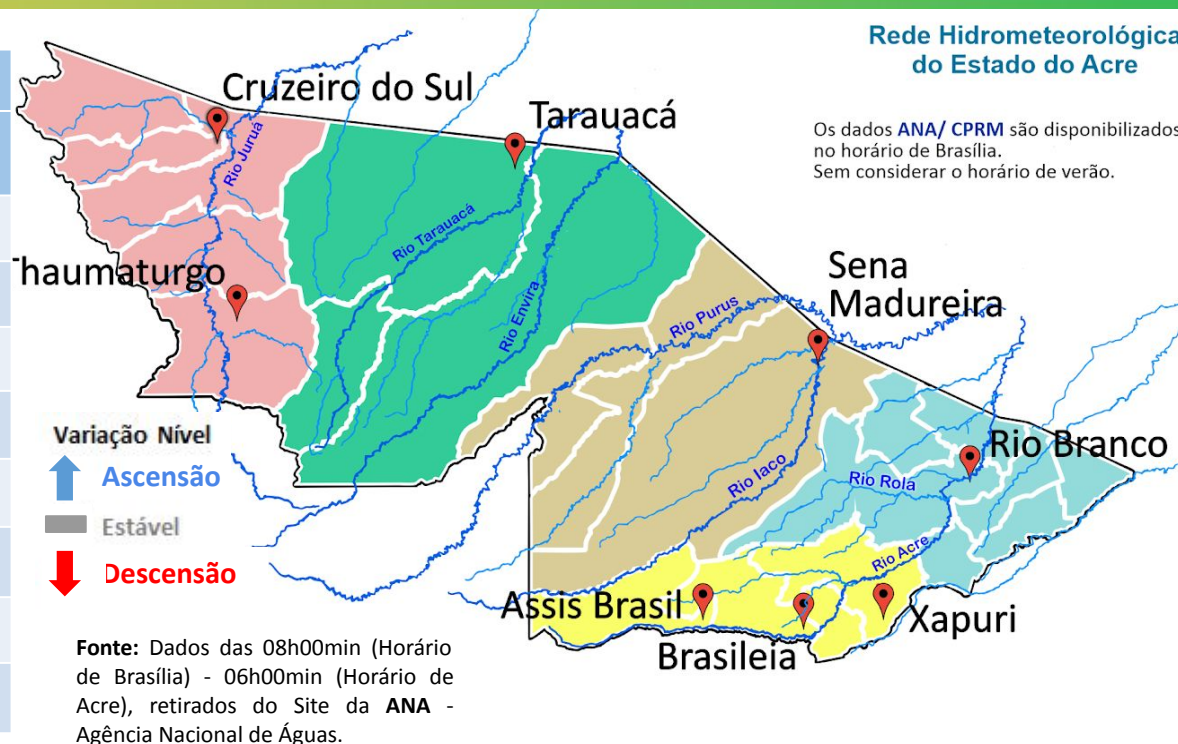 Rede Hidrometeorológica
do Estado do Acre
Os dados ANA/ CPRM são disponibilizados
no horário de Brasília.
Sem considerar o horário de verão.
Cruzeiro do Sul
Tarauacá
Rio Juruá
Rio Tarauacá
Thaumaturgo
Rio Envira
Rio Purus
Sena
Madureira
Rio Branco
Rio Iaco
Rio Rola
Rio Acre
Assis Brasil
Xapuri
Brasileia
Variação Nível
Ascensão
Estável
Descensão
Fonte: Dados das 08h00min (Horário
de Brasília) - 06h00min (Horário de
Acre), retirados do Site da ANA -
Agência Nacional de Águas.